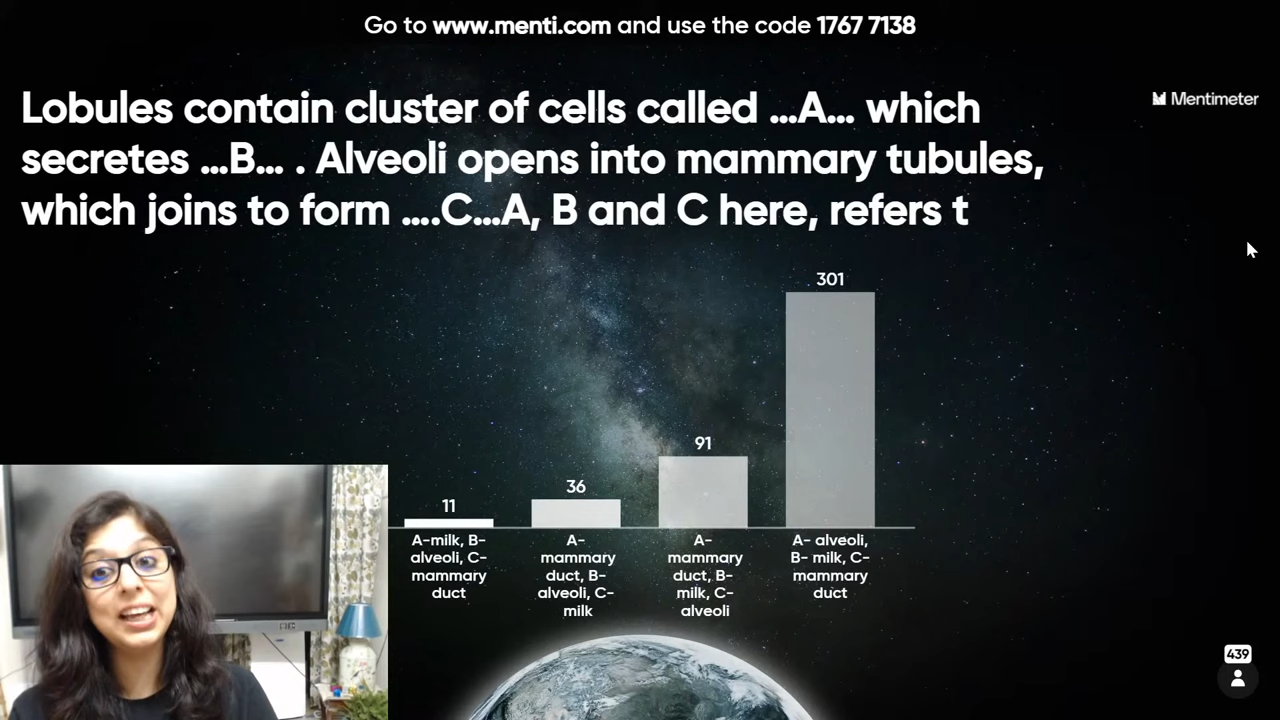 Go to www.menti.com and use the code 1767 7138
Mentimeter
Lobules contain cluster of cells called ...A... which
secretes ...B... . Alveoli opens into mammary tubules,
which joins to form ....C...A, B and C here, refers t
301
91
36
11
A-milk, B-
alveoli, C-
mammary
duct
A-
mammary
duct, B-
alveoli, C-
milk
A-
mammary
duct, B-
milk, C-
alveoli
A- alveoli,
B- milk, C-
mammary
duct
439